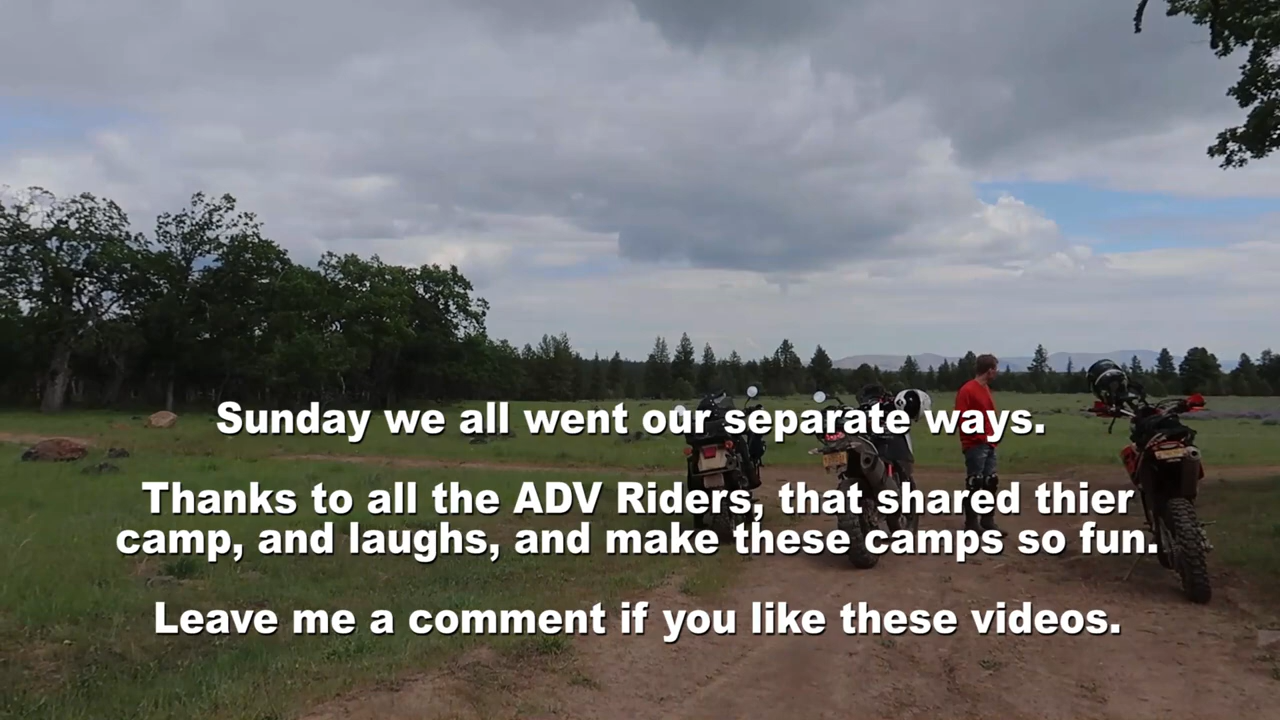 Sunday we all went our separate ways.
Thanks to all the ADV Riders, that shared thier
camp, and laughs, and make these camps so fun.
Leave me a comment if you like these videos.